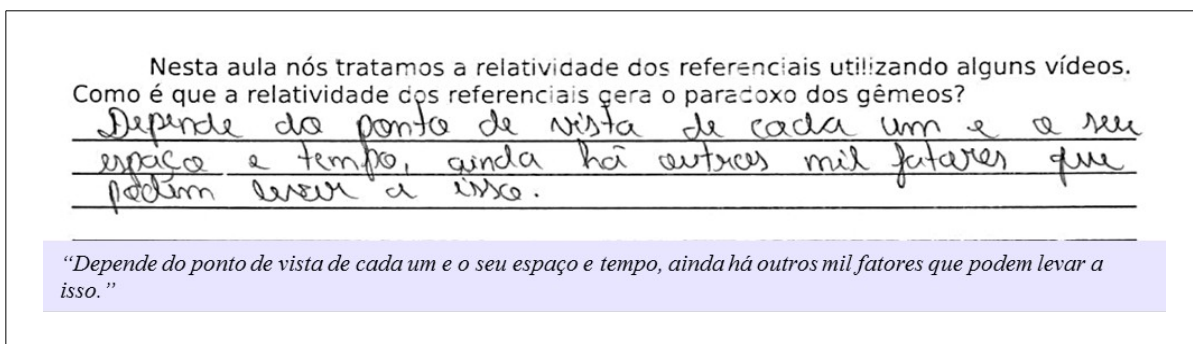 Nesta aula nós tratamos a relatividade dos referenciais utilizando alguns vídeos.
Como é que a relatividade dos referenciais gera o paradoxo dos gêmeos?
Depende do ponto de vista de cada um e o seu
espaço e tempo, ainda há outros mil fatores que
podem levar a isso.
“Depende do ponto de vista de cada um e o seu espaço e tempo, ainda há outros mil fatores que podem levar a
isso.”